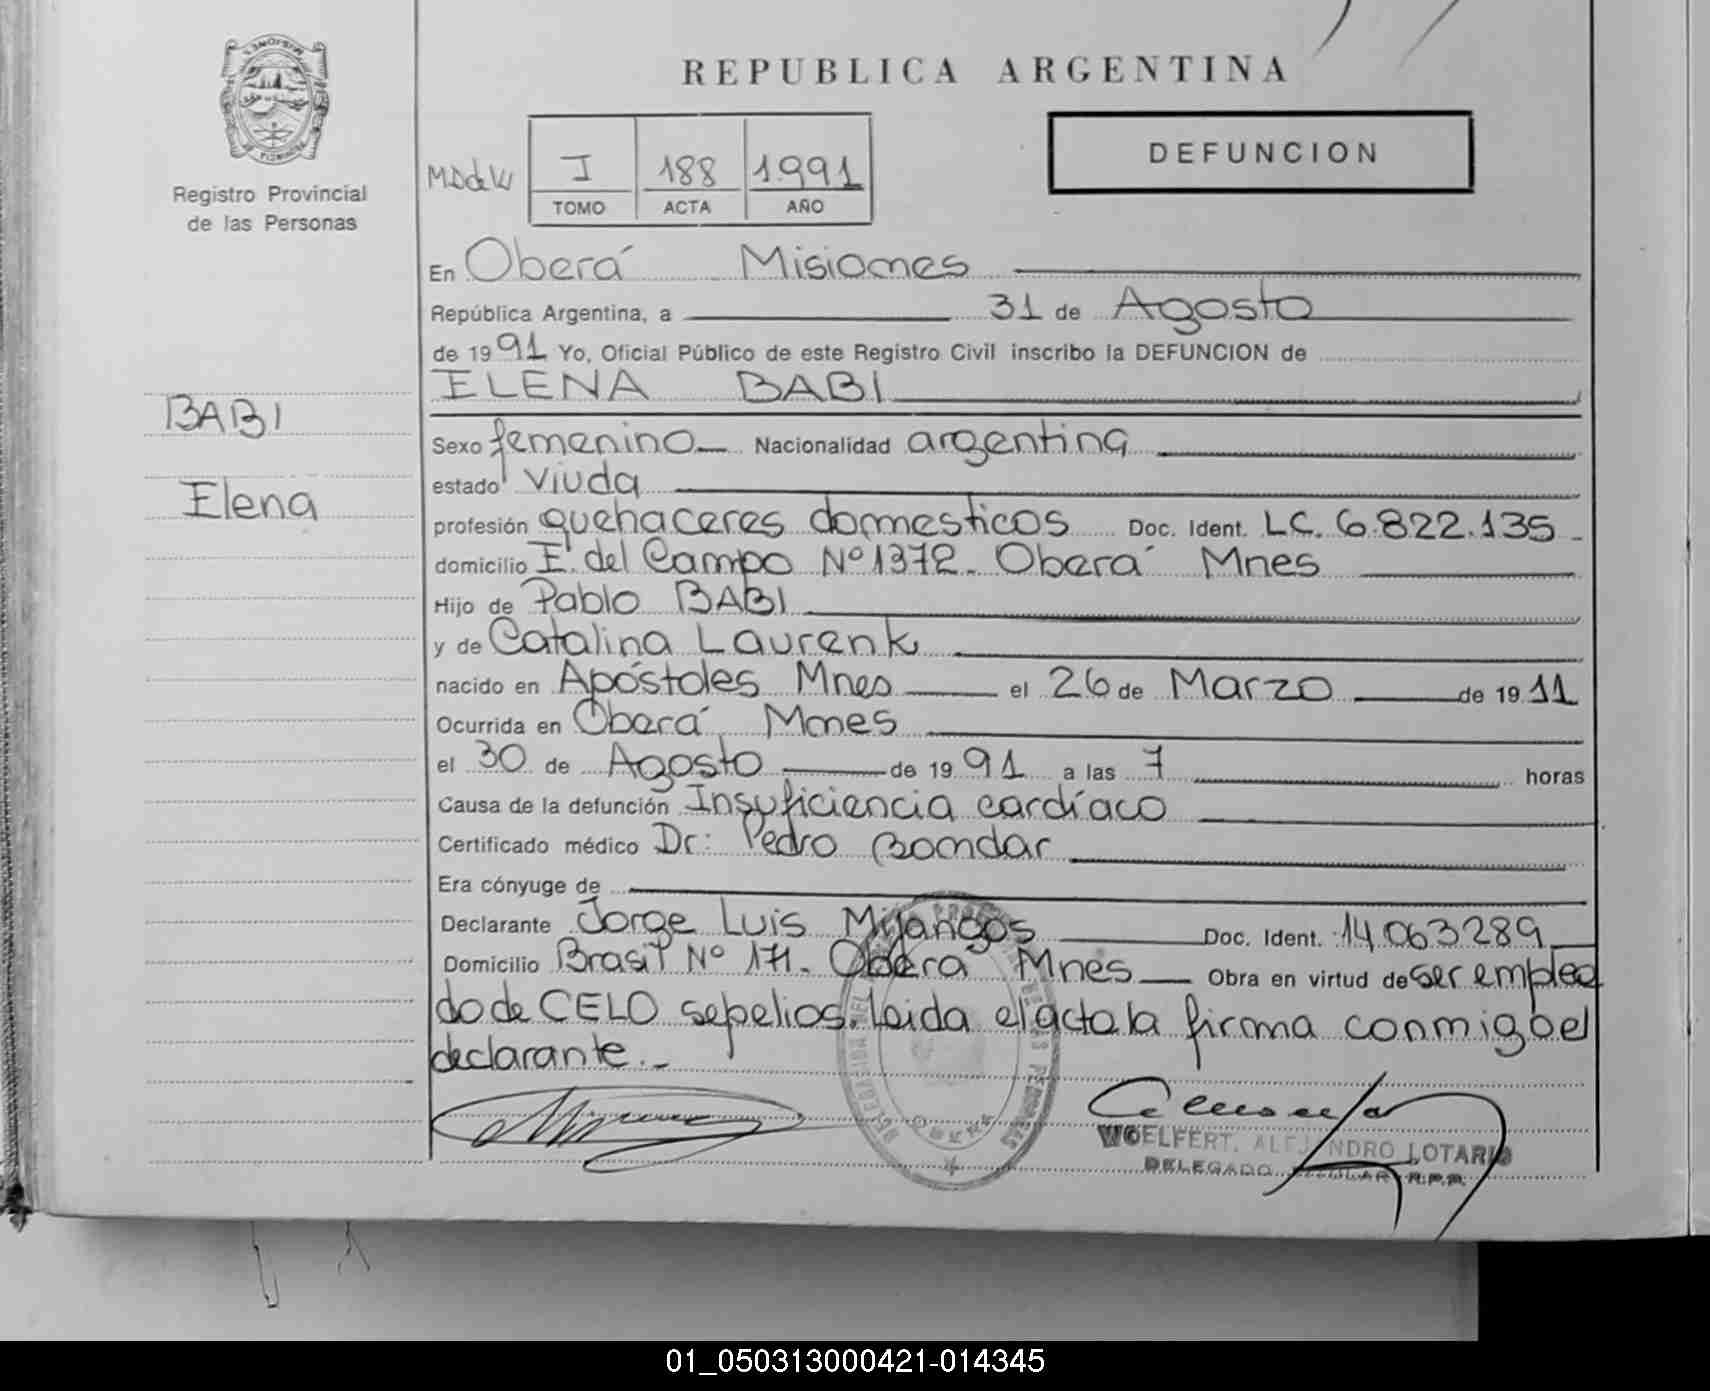 REPUBLICA ARGENTINA
MISIONES
PROVINCIA
Registro Provincial
de las Personas
MDdeW
I 188 1991
TOMO ACTA AÑO
DEFUNCION
En Oberá Misiones
República Argentina, a 31 de Agosto
de 1991 Yo, Oficial Público de este Registro Civil inscribo la DEFUNCION de
ELENA BABI
BABI
Elena
Sexo femenino Nacionalidad argentina
estado viuda
profesión quehaceres domesticos Doc. Ident. LC. 6.822.135
domicilio E. del Campo Nº 1372. Oberá Mnes
Hijo de Pablo BABI
y de Catalina Laurenk
nacido en Apóstoles Mnes el 26 de Marzo de 1911
Ocurrida en Oberá Mnes
el 30 de Agosto de 1991 a las 7 horas
Causa de la defunción Insuficiencia cardíaco
Certificado médico Dr: Pedro Bondar
Era cónyuge de
Declarante Jorge Luis Mijangos Doc. Ident. 14063289
Domicilio Brasil Nº 171. Oberá Mnes Obra en virtud de ser emplea
do de CELO sepelios. Leida el acta la firma conmigo el
declarante.-
WOELFERT, ALEJANDRO LOTARIO
DELEGADO TITULAR R.P.P.
01_050313000421-014345